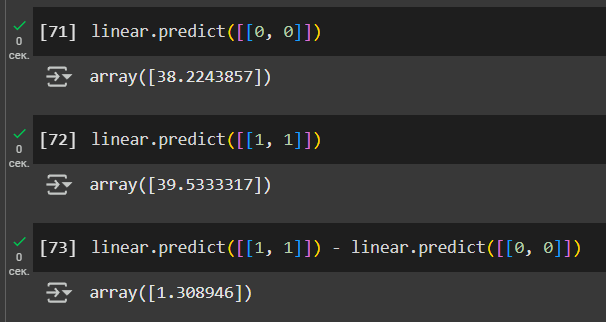 [71] linear.predict([[0, 0]])
0
сек.
array([38.2243857])
[72] linear.predict([[1, 1]])
0
сек.
array([39.5333317])
[73] linear.predict([[1, 1]]) - linear.predict([[0, 0]])
0
сек.
array([1.308946])